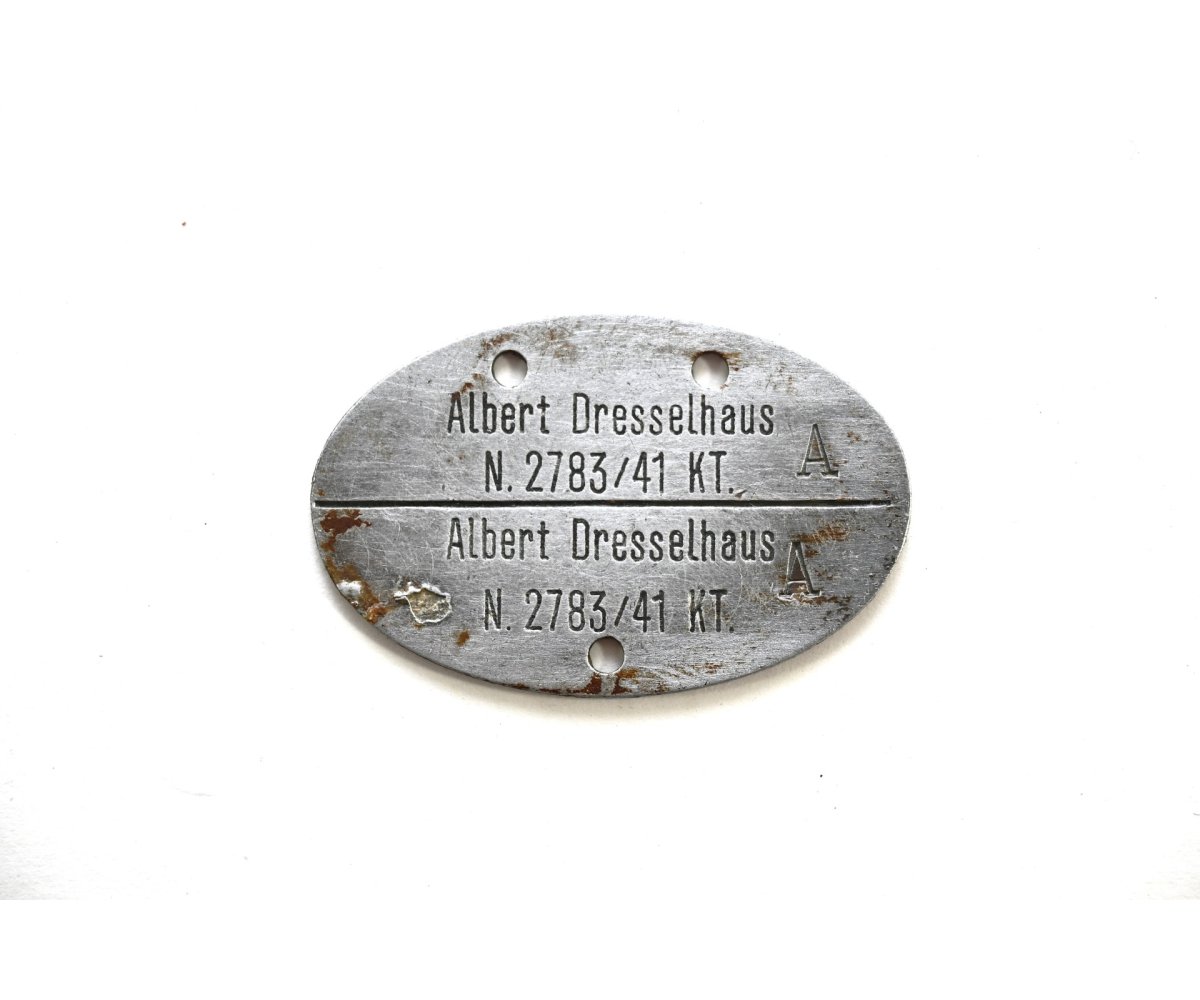 Albert Dresselhaus
N. 2783/41 KT. A
Albert Dresselhaus A
N. 2783/41 KT.